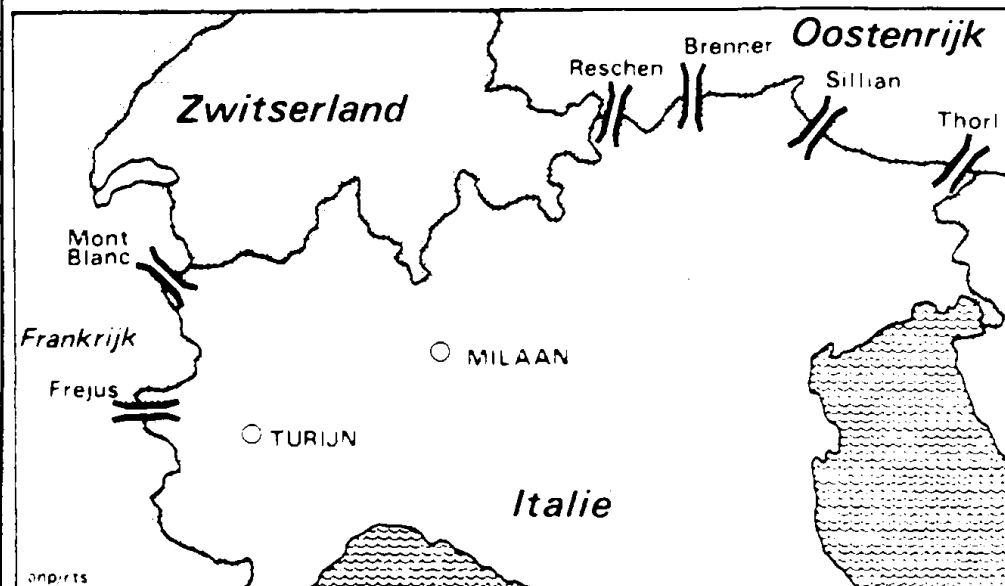 Oostenrijk
Brenner
Reschen
Sillian
Zwitserland
Thorl
Mont
Blanc
Frankrijk
MILAAN
Frejus
TURIJN
Italie